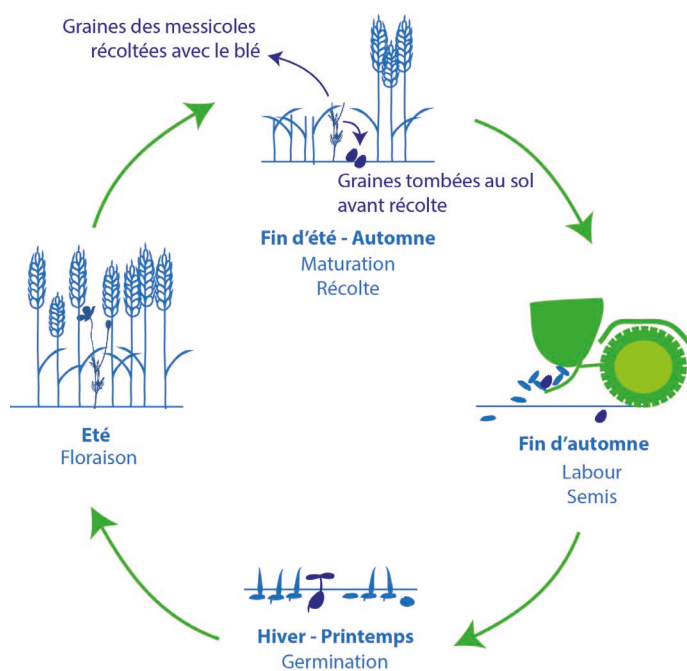 Graines des messicoles
récoltées avec le blé
Graines tombées au sol
avant récolte
Fin d'été - Automne
Maturation
Récolte
Fin d'automne
Labour
Semis
Hiver - Printemps
Germination
Eté
Floraison